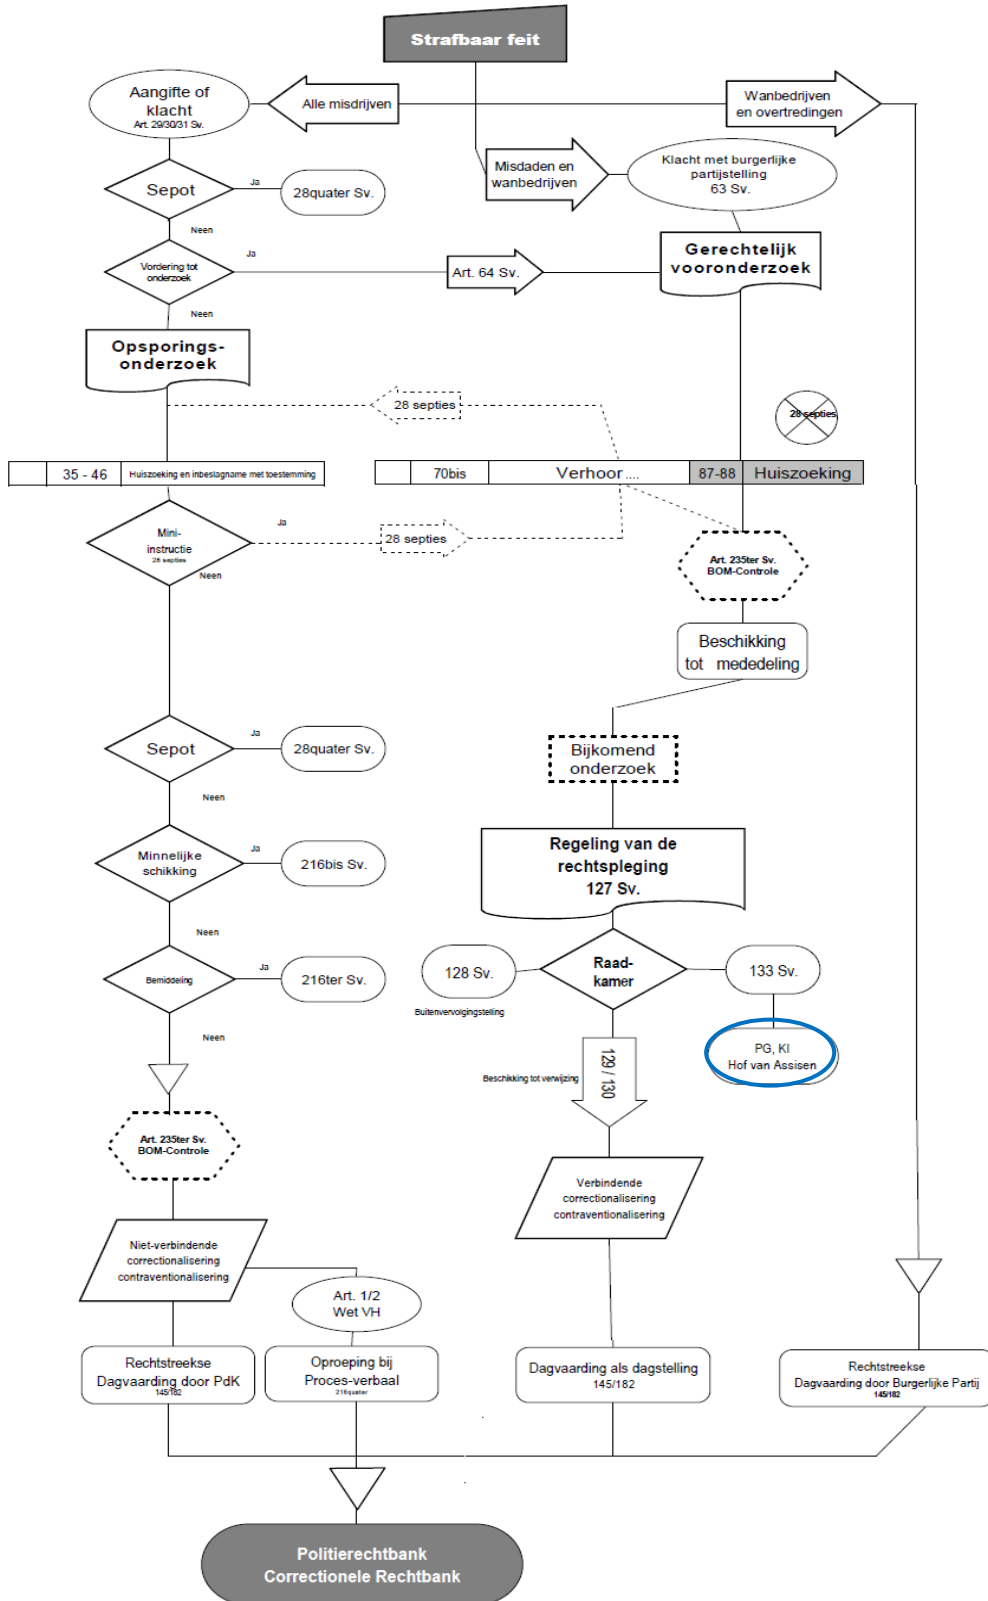 Strafbaar feit
Aangifte of
klacht
Art. 29/30/31 Sv.
Alle misdrijven
Wanbedrijven
en overtredingen
Misdaden en
wanbedrijven
Klacht met burgerlijke
partijstelling
63 Sv.
Sepot
Ja
28quater Sv.
Neen
Vordering tot
onderzoek
Ja
Art. 64 Sv.
Gerechtelijk
vooronderzoek
Neen
Opsporings-
onderzoek
28 septies
28 septies
35 - 46
Huiszoeking en inbeslagname met toestemming
70bis
Verhoor ....
87-88
Huiszoeking
Mini-
instructie
28 septies
Ja
28 septies
Neen
Art. 235ter Sv.
BOM-Controle
Beschikking
tot mededeling
Sepot
Ja
28quater Sv.
Neen
Bijkomend
onderzoek
Minnelijke
schikking
Ja
216bis Sv.
Neen
Regeling van de
rechtspleging
127 Sv.
Bemiddeling
Ja
216ter Sv.
Neen
128 Sv.
Buitenvervolgingstelling
Raad-
kamer
133 Sv.
PG, KI
Hof van Assisen
129 / 130
Beschikking tot verwijzing
Art. 235ter Sv.
BOM-Controle
Verbindende
correctionalisering
contraventionalisering
Niet-verbindende
correctionalisering
contraventionalisering
Art. 1/2
Wet VH
Rechtstreekse
Dagvaarding door PdK
145/182
Oproeping bij
Proces-verbaal
216quater
Dagvaarding als dagstelling
145/182
Rechtstreekse
Dagvaarding door Burgerlijke Partij
145/182
Politierechtbank
Correctionele Rechtbank